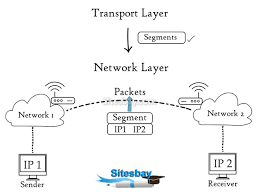 Transport Layer
Segments
Network Layer
Packets
Network 1
Segment
IP1 IP2
Network 2
IP 1
Sender
Sitesbay
IP 2
Receiver